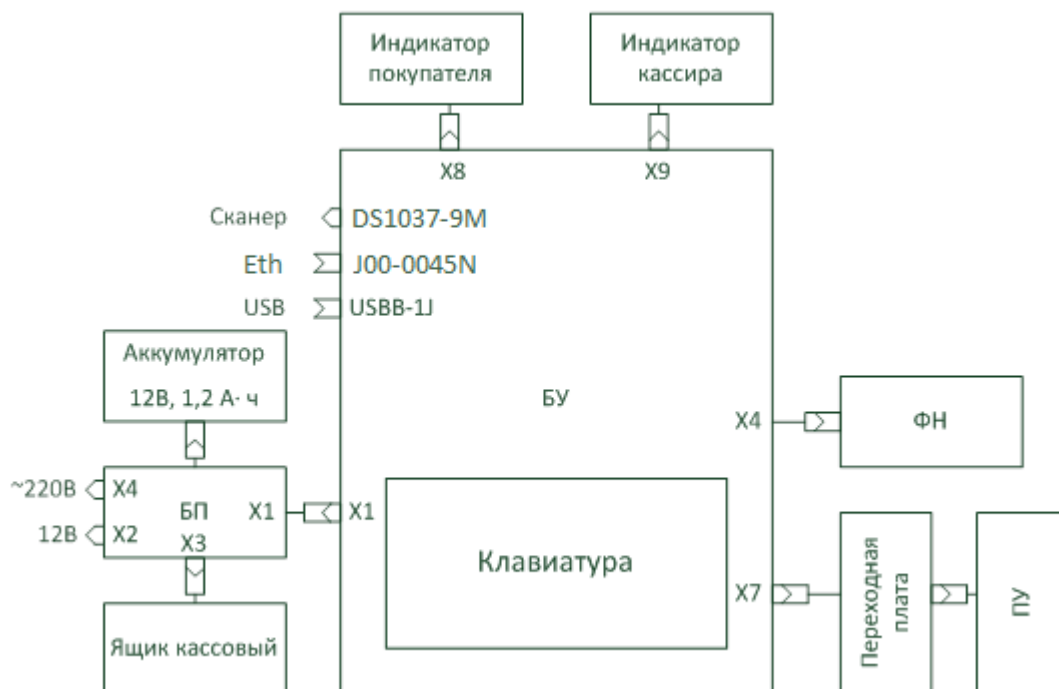 Индикатор
покупателя
Индикатор
кассира
X8
X9
Сканер
DS1037-9M
Eth
J00-0045N
USB
USBB-1J
Аккумулятор
12В, 1,2 А· ч
БУ
X4
ФН
~220В
X4
БП
X1
X1
12В
X2
X3
Клавиатура
X7
Переходная
плата
ПУ
Ящик кассовый